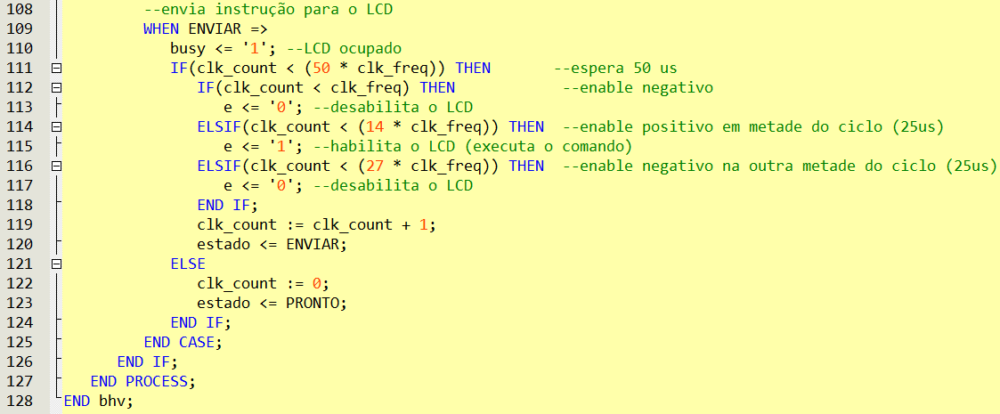 108 --envia instrução para o LCD
109 WHEN ENVIAR =>
110 busy <= '1'; --LCD ocupado
111 IF(clk_count < (50 * clk_freq)) THEN --espera 50 us
112 IF(clk_count < clk_freq) THEN --enable negativo
113 e <= '0'; --desabilita o LCD
114 ELSIF(clk_count < (14 * clk_freq)) THEN --enable positivo em metade do ciclo (25us)
115 e <= '1'; --habilita o LCD (executa o comando)
116 ELSIF(clk_count < (27 * clk_freq)) THEN --enable negativo na outra metade do ciclo (25us)
117 e <= '0'; --desabilita o LCD
118 END IF;
119 clk_count := clk_count + 1;
120 estado <= ENVIAR;
121 ELSE
122 clk_count := 0;
123 estado <= PRONTO;
124 END IF;
125 END CASE;
126 END IF;
127 END PROCESS;
128 END bhv;